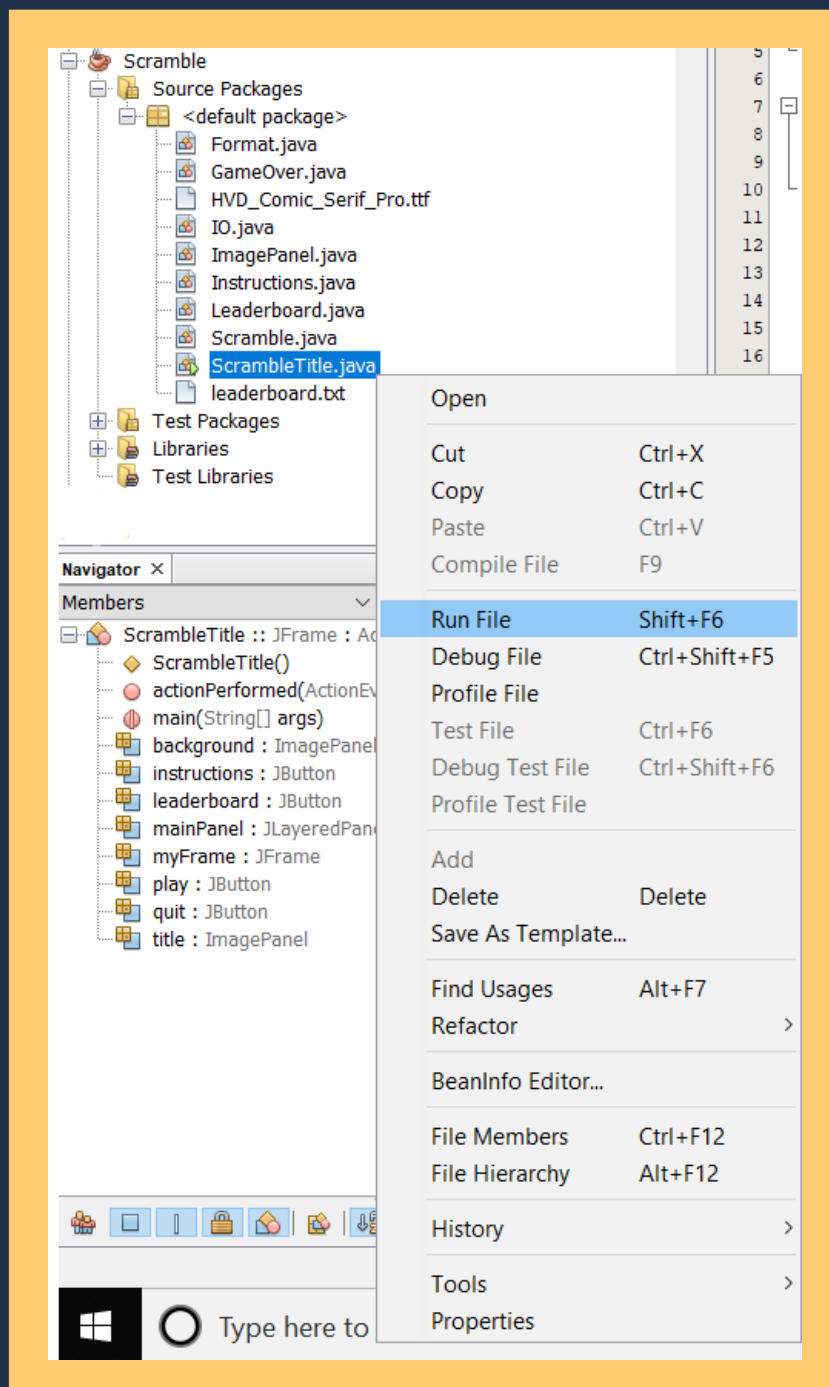 Scramble
Source Packages
<default package>
Format.java
GameOver.java
HVD_Comic_Serif_Pro.ttf
IO.java
ImagePanel.java
Instructions.java
Leaderboard.java
Scramble.java
ScrambleTitle.java
leaderboard.txt
Test Packages
Libraries
Test Libraries
5
6
7
8
9
10
11
12
13
14
15
16
Navigator ×
Members
ScrambleTitle :: JFrame : Ac
ScrambleTitle()
actionPerformed(ActionEv
main(String[] args)
background : ImagePanel
instructions : JButton
leaderboard : JButton
mainPanel : JLayeredPane
myFrame : JFrame
play : JButton
quit : JButton
title : ImagePanel
Open
Cut Ctrl+X
Copy Ctrl+C
Paste Ctrl+V
Compile File F9
Run File Shift+F6
Debug File Ctrl+Shift+F5
Profile File
Test File Ctrl+F6
Debug Test File Ctrl+Shift+F6
Profile Test File
Add
Delete Delete
Save As Template...
Find Usages Alt+F7
Refactor
BeanInfo Editor...
File Members Ctrl+F12
File Hierarchy Alt+F12
History
Tools
Properties
Type here to